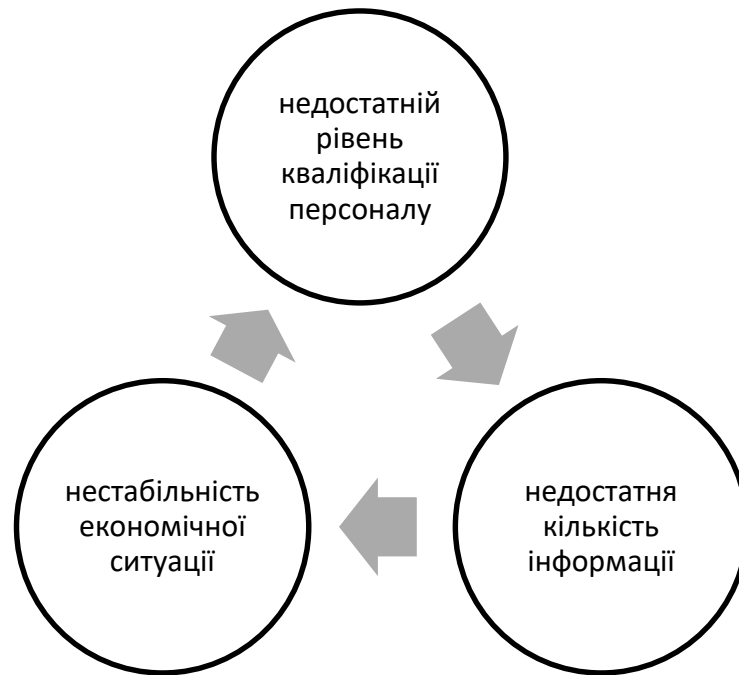 недостатній
рівень
кваліфікації
персоналу
нестабільність
економічної
ситуації
недостатня
кількість
інформації